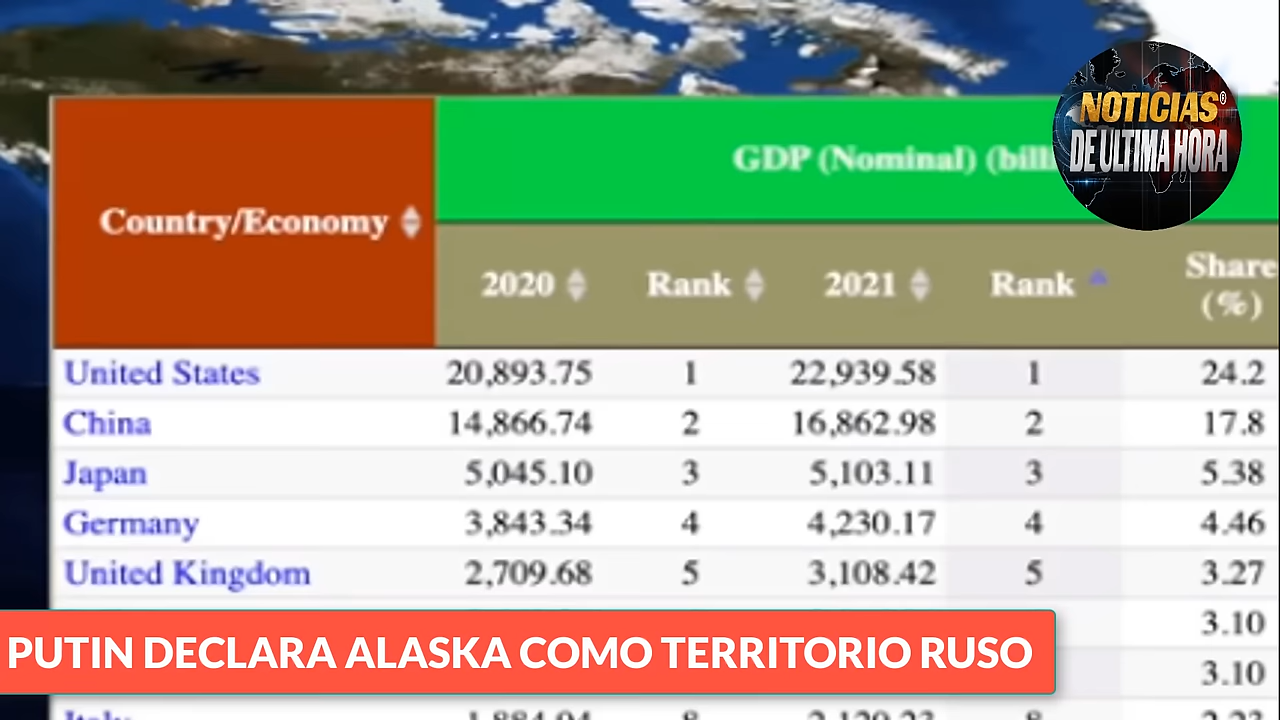 NOTICIAS®
DE ULTIMA HORA
GDP (Nominal)
Country/Economy
2020 Rank 2021 Rank Share (%)
United States 20,893.75 1 22,939.58 1 24.2
China 14,866.74 2 16,862.98 2 17.8
Japan 5,045.10 3 5,103.11 3 5.38
Germany 3,843.34 4 4,230.17 4 4.46
United Kingdom 2,709.68 5 3,108.42 5 3.27
3.10
PUTIN DECLARA ALASKA COMO TERRITORIO RUSO
3.10